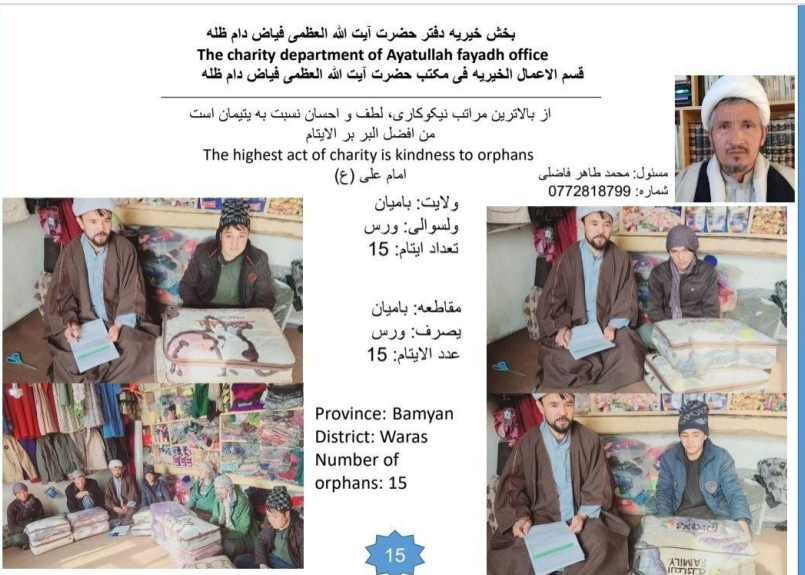 بخش خیریه دفتر حضرت آیت الله العظمی فیاض دام ظله
The charity department of Ayatullah fayadh office
قسم الاعمال الخیریه فی مکتب حضرت آیت الله العظمی فیاض دام ظله
از بالاترین مراتب نیکوکاری، لطف و احسان نسبت به یتیمان است
من افضل البر بر الایتام
The highest act of charity is kindness to orphans
امام علی (ع)
مسئول: محمد طاهر فاضلی
شماره: 0772818799
ولایت: بامیان
ولسوالی: ورس
تعداد ایتام: 15
مقاطعه: بامیان
یصرف: ورس
عدد الایتام: 15
Province: Bamyan
District: Waras
Number of
orphans: 15
15
FAMILY